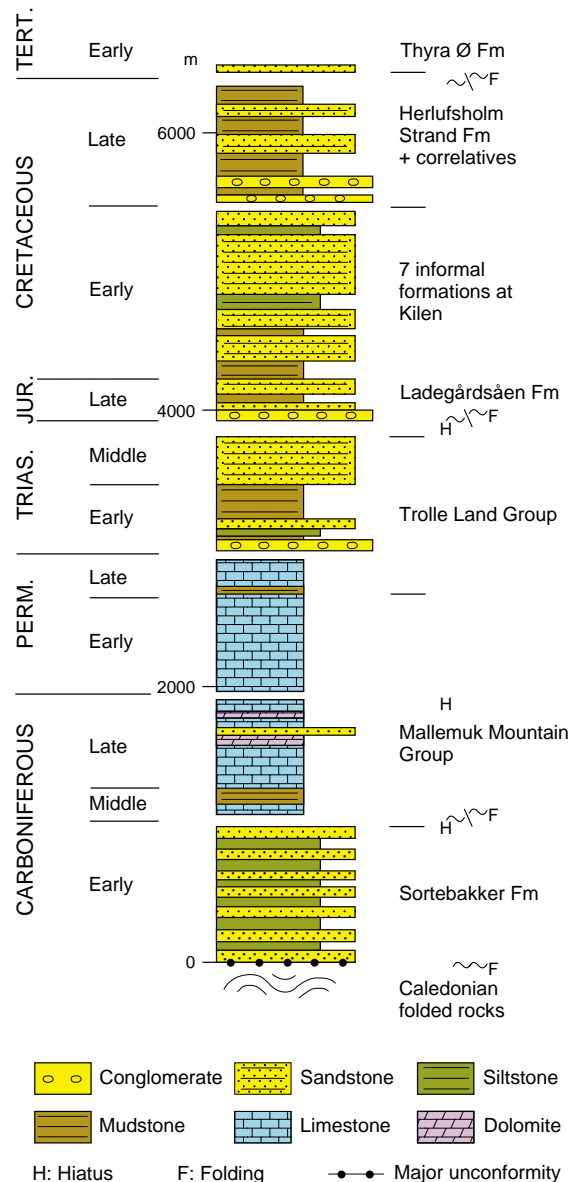 TERT.
Early
m
Thyra Ø Fm
F
CRETACEOUS
Late
6000
Herlufsholm
Strand Fm
+ correlatives
Early
7 informal
formations at
Kilen
JUR.
Late
4000
Ladegårdsåen Fm
H
F
TRIAS.
Middle
Early
Trolle Land Group
PERM.
Late
Early
2000
CARBONIFEROUS
Late
H
Mallemuk Mountain
Group
Middle
H
F
Early
Sortebakker Fm
0
F
Caledonian
folded rocks
Conglomerate
Sandstone
Siltstone
Mudstone
Limestone
Dolomite
H: Hiatus
F: Folding
Major unconformity